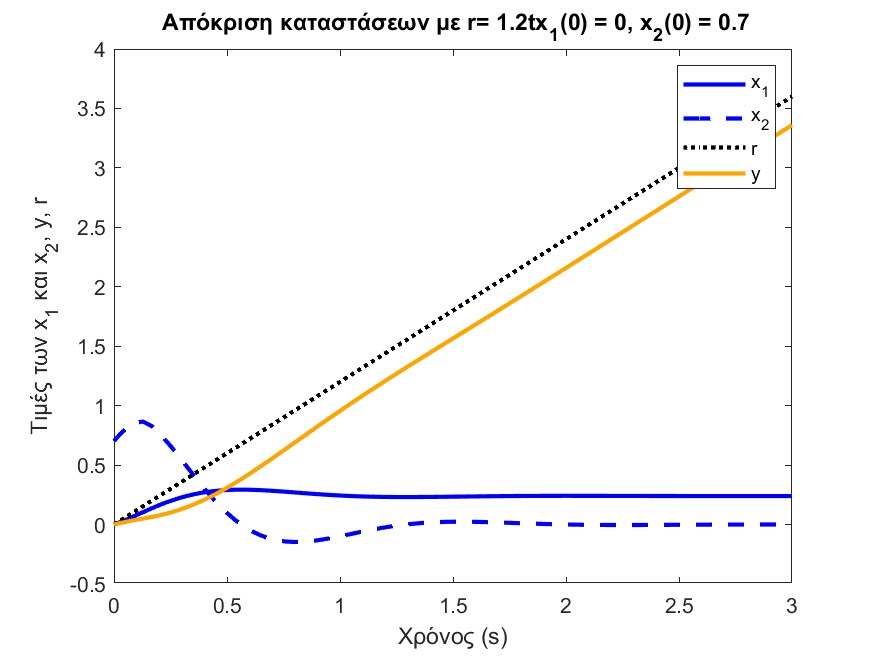 Απόκριση καταστάσεων με r= 1.2tx₁(0) = 0, x₂(0) = 0.7
4
3.5
3
2.5
2
1.5
1
0.5
0
-0.5
Τιμές των x₁ και x₂, y, r
x₁
x₂
r
y
0 0.5 1 1.5 2 2.5 3
Χρόνος (s)